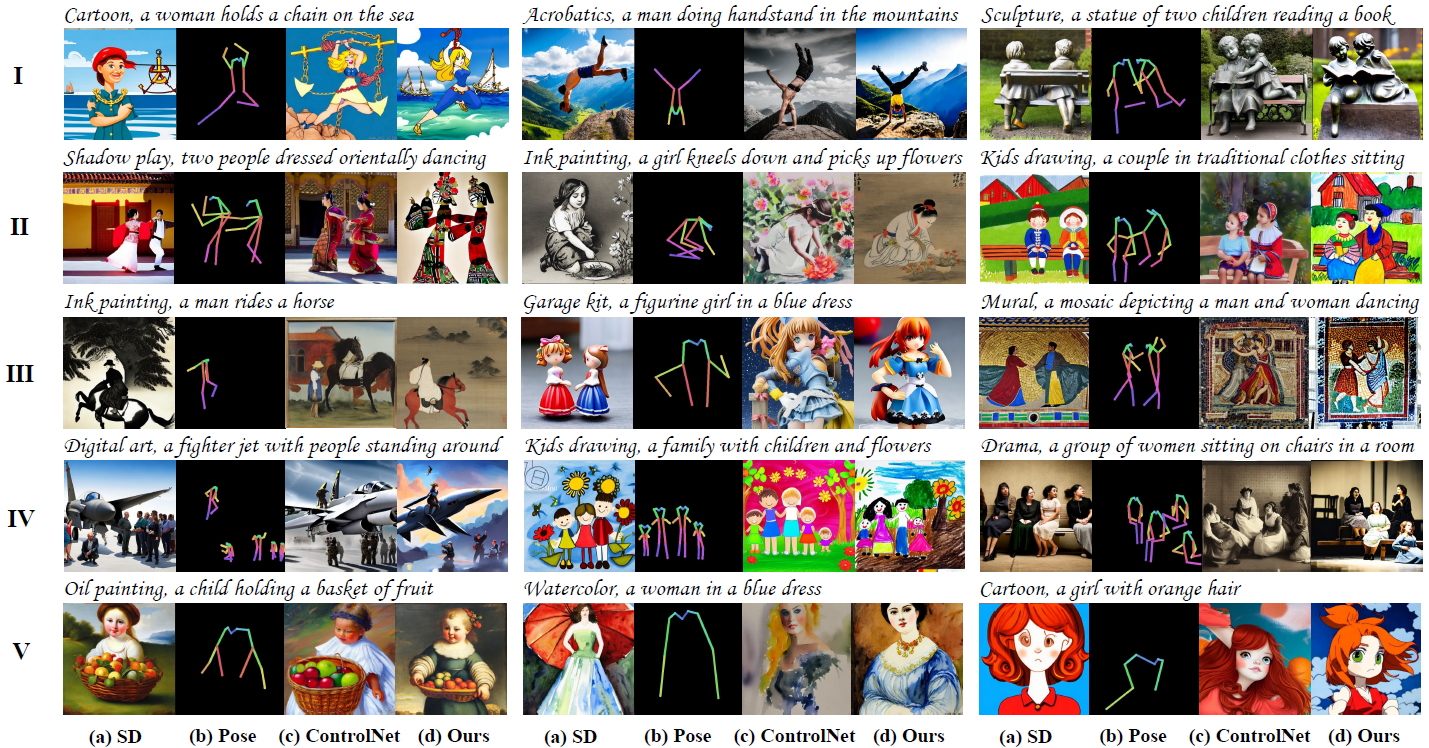 Cartoon, a woman holds a chain on the sea
Acrobatics, a man doing handstand in the mountains
Sculpture, a statue of two children reading a book
I
Shadow play, two people dressed orientally dancing
Ink painting, a girl kneels down and picks up flowers
Kids drawing, a couple in traditional clothes sitting
II
Ink painting, a man rides a horse
Garage kit, a figurine girl in a blue dress
Mural, a mosaic depicting a man and woman dancing
III
Digital art, a fighter jet with people standing around
Kids drawing, a family with children and flowers
Drama, a group of women sitting on chairs in a room
IV
Oil painting, a child holding a basket of fruit
Watercolor, a woman in a blue dress
Cartoon, a girl with orange hair
V
(a) SD (b) Pose (c) ControlNet (d) Ours
(a) SD (b) Pose (c) ControlNet (d) Ours
(a) SD (b) Pose (c) ControlNet (d) Ours